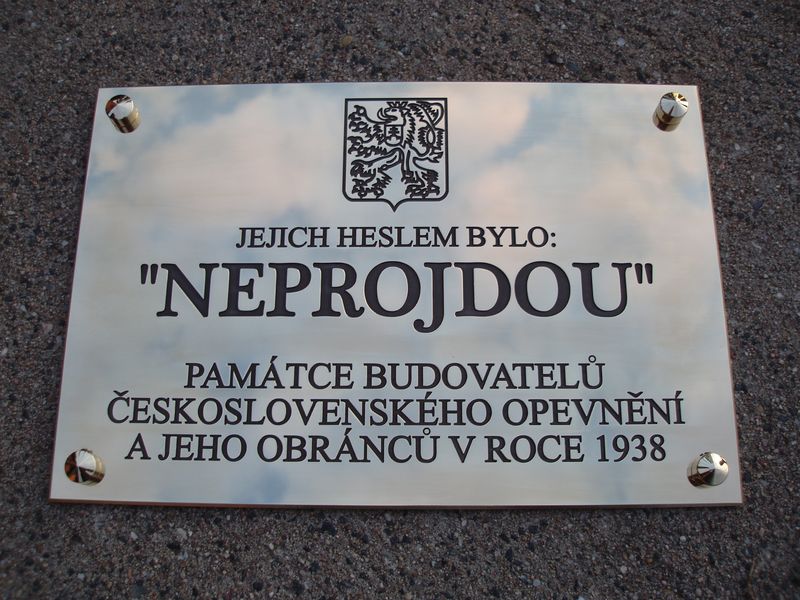 JEJICH HESLEM BYLO:
"NEPROJDOU"
PAMÁTCE BUDOVATELŮ
ČESKOSLOVENSKÉHO OPEVNĚNÍ
A JEHO OBRÁNCŮ V ROCE 1938